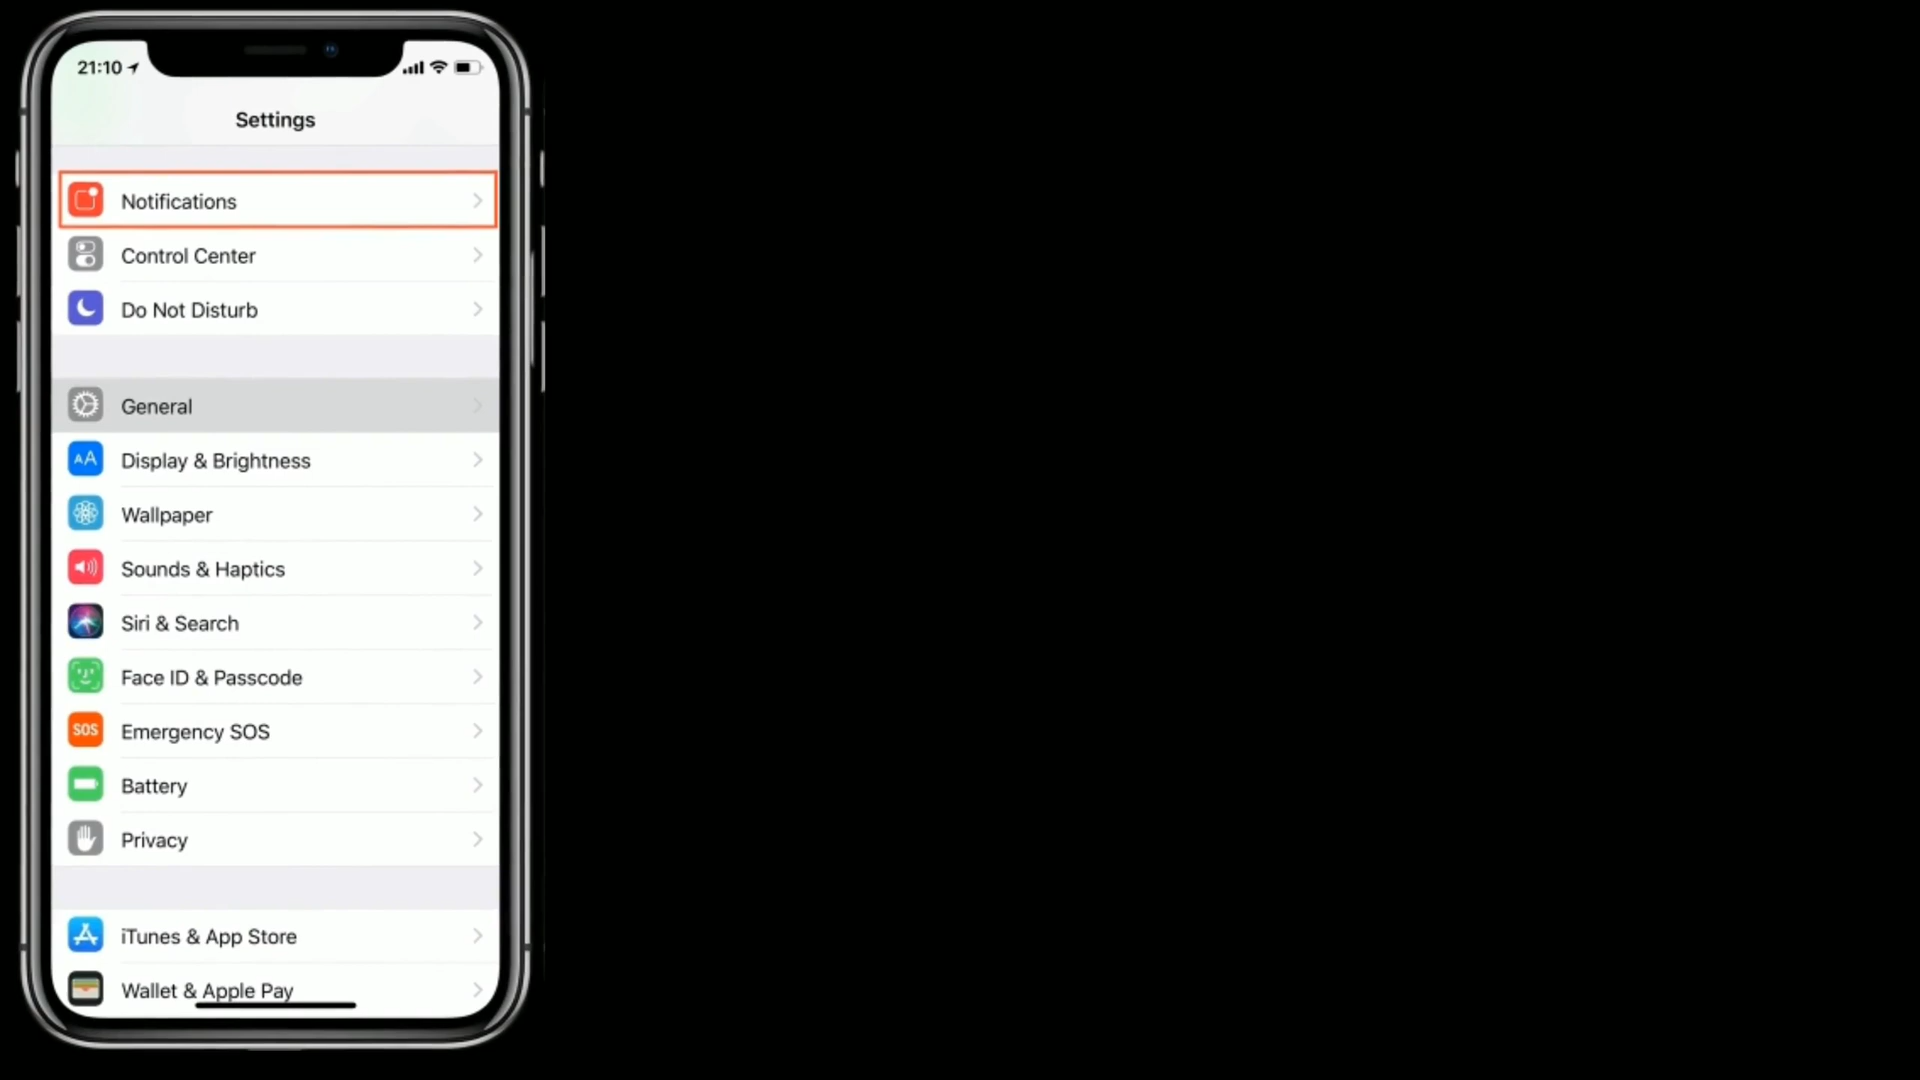 21:10
Settings
Notifications
Control Center
Do Not Disturb
General
AA Display & Brightness
Wallpaper
Sounds & Haptics
Siri & Search
Face ID & Passcode
SOS Emergency SOS
Battery
Privacy
iTunes & App Store
Wallet & Apple Pay